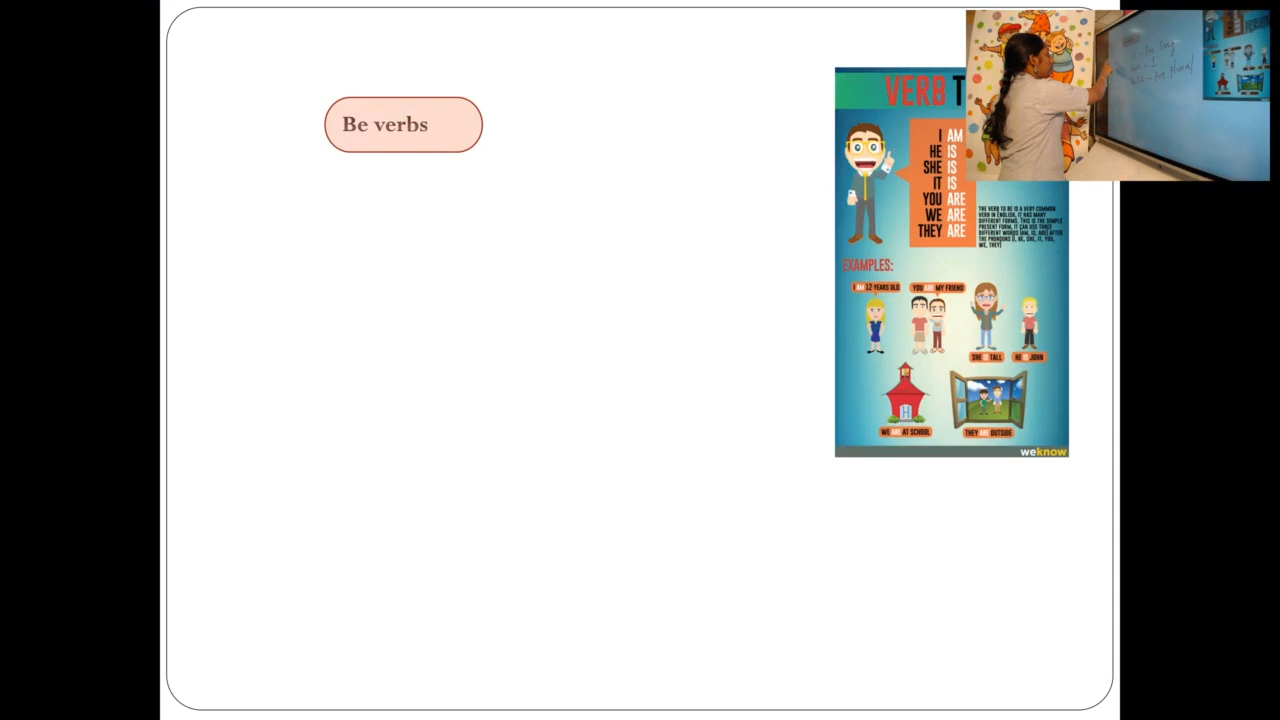 Be verbs
VERB T
I AM
HE IS
SHE IS
IT IS
YOU ARE
WE ARE
THEY ARE
THE VERB TO BE IS A VERY COMMON
VERB IN ENGLISH, IT HAS MANY
DIFFERENT FORMS. THIS IS THE SIMPLE
PRESENT FORM, IT CAN USE THREE
DIFFERENT WORDS (AM, IS, ARE) AFTER
THE PRONOUNS (I, HE, SHE, IT, YOU,
WE, THEY)
EXAMPLES:
I AM 12 YEARS OLD
YOU ARE MY FRIEND
SHE IS TALL
HE IS JOHN
WE ARE AT SCHOOL
THEY ARE OUTSIDE
weknow